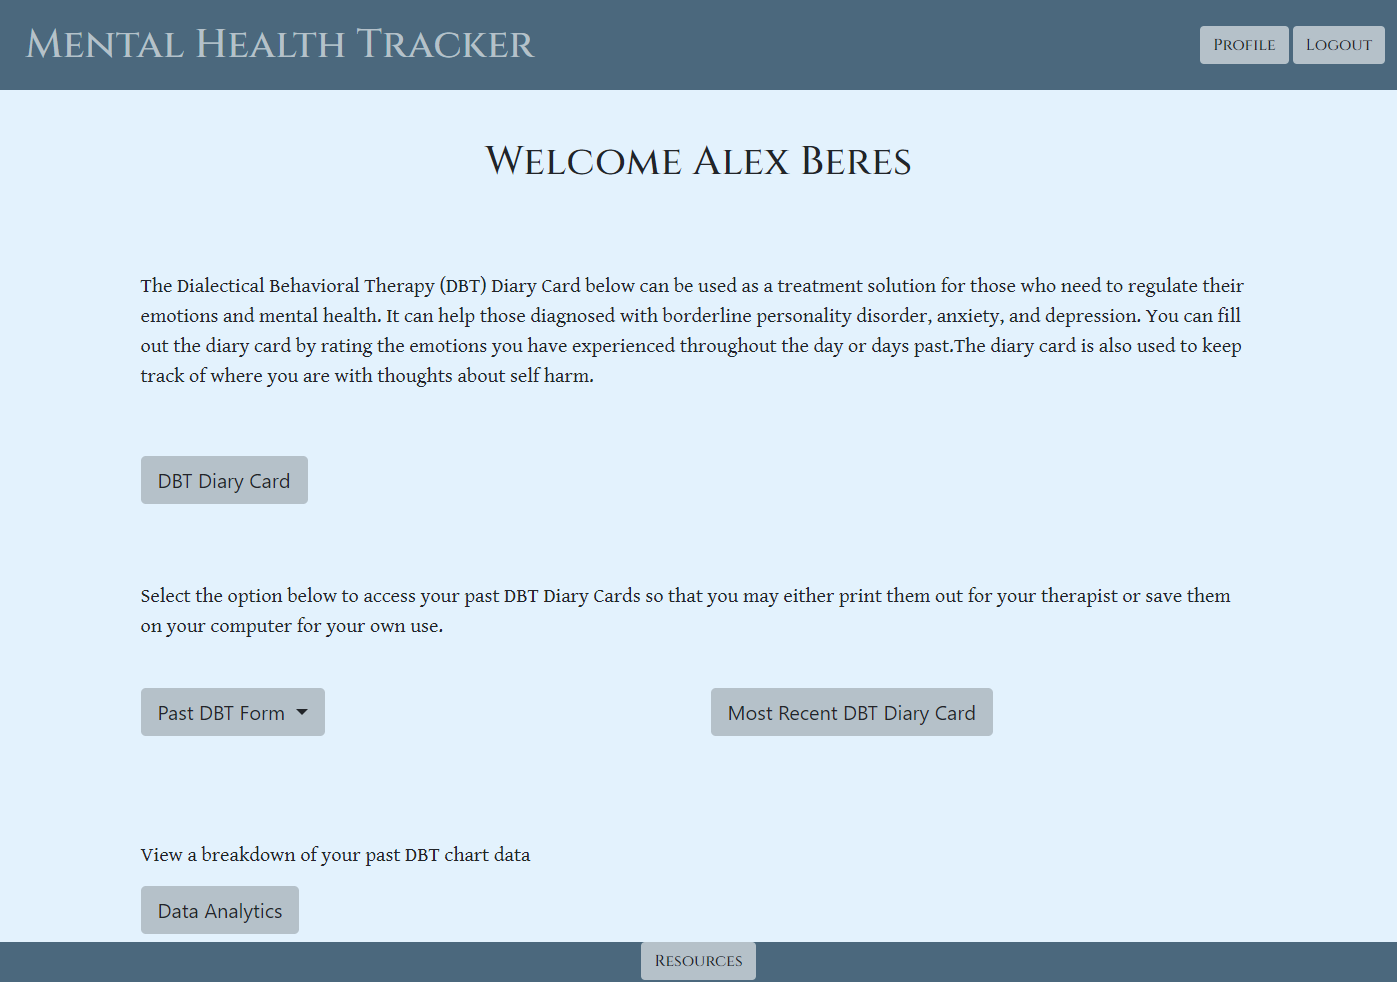 Mental Health Tracker
Profile
Logout
Welcome Alex Beres
The Dialectical Behavioral Therapy (DBT) Diary Card below can be used as a treatment solution for those who need to regulate their
emotions and mental health. It can help those diagnosed with borderline personality disorder, anxiety, and depression. You can fill
out the diary card by rating the emotions you have experienced throughout the day or days past.The diary card is also used to keep
track of where you are with thoughts about self harm.
DBT Diary Card
Select the option below to access your past DBT Diary Cards so that you may either print them out for your therapist or save them
on your computer for your own use.
Past DBT Form
Most Recent DBT Diary Card
View a breakdown of your past DBT chart data
Data Analytics
Resources